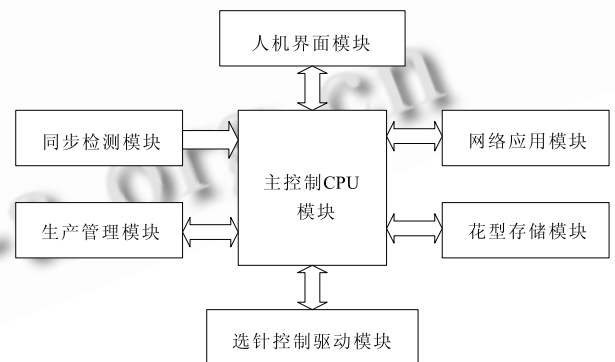 人机界面模块
同步检测模块
主控制CPU
模块
网络应用模块
生产管理模块
花型存储模块
选针控制驱动模块